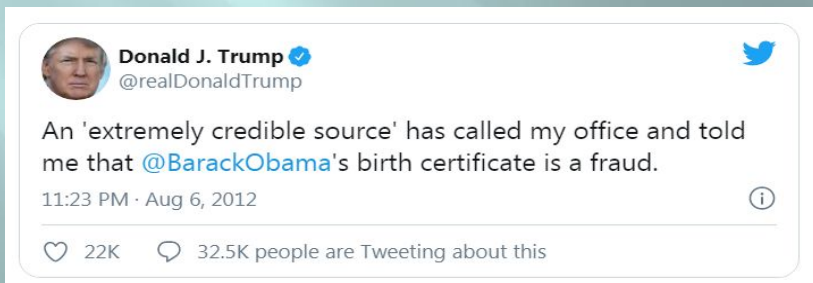 Donald J. Trump
@realDonaldTrump
An 'extremely credible source' has called my office and told
me that @BarackObama's birth certificate is a fraud.
11:23 PM · Aug 6, 2012
22K 32.5K people are Tweeting about this